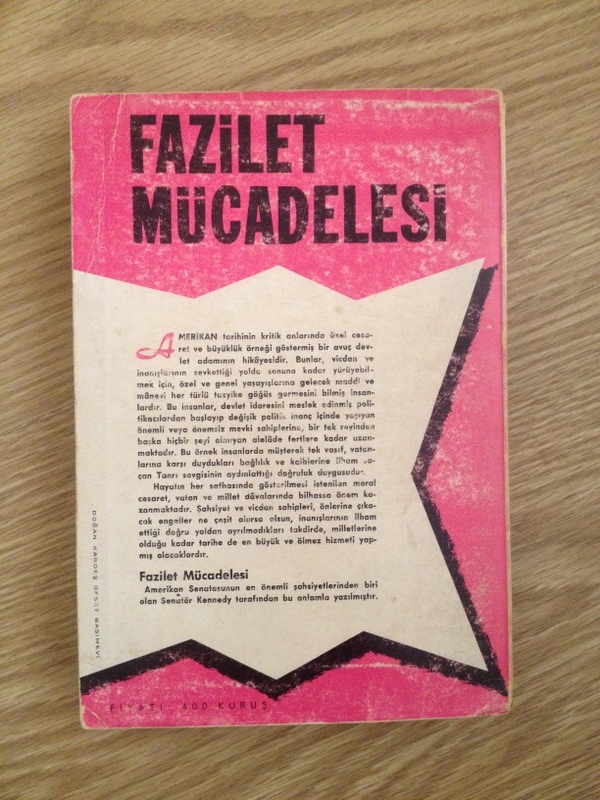 FAZİLET
MÜCADELESİ
AMERİKAN tarihinin kritik anlarında özel cesa-
ret ve büyüklük örneği göstermiş bir avuç dev-
let adamının hikâyesidir. Bunlar, vicdan ve
inanışlarının sevkettiği yolda sonuna kadar yürüyebil-
mek için, özel ve genel yaşayışlarına gelecek maddî ve
mânevî her türlü tazyike göğüs germesini bilmiş insan-
lardır. Bu insanlar, devlet idaresini meslek edinmiş poli-
tikacılardan başlayıp değişik politik inanç içinde yaşıyan
önemli veya önemsiz mevki sahiplerine, bir tek reyinden
başka hiçbir şeyi olmıyan alelâde fertlere kadar uzan-
maktadır. Bu örnek insanlarda müşterek tek vasıf, vatan-
larına karşı duydukları bağlılık ve kalblerine ilham sa-
çan Tanrı sevgisinin aydınlattığı doğruluk duygusudur.
Hayatın her safhasında gösterilmesi istenilen moral
cesaret, vatan ve millet dâvalarında bilhassa önem ka-
zanmaktadır. Şahsiyet ve vicdan sahipleri, önlerine çıka-
cak engeller ne çeşit olursa olsun, inanışlarının ilham
ettiği doğru yoldan ayrılmadıkları takdirde, milletlerine
olduğu kadar tarihe de en büyük ve ölmez hizmeti yap-
mış olacaklardır.
Fazilet Mücadelesi
Amerikan Senatosunun en önemli şahsiyetlerinden biri
olan Senatör Kennedy tarafından bu anlamla yazılmıştır.
DOĞAN KARDEŞ OFSET BASIMEVİ
FİYATI: 400 KURUŞ